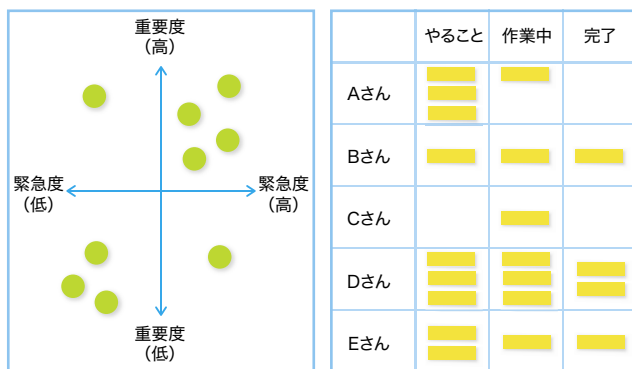 重要度
（高）
緊急度
（低）
緊急度
（高）
重要度
（低）
やること 作業中 完了
Aさん
Bさん
Cさん
Dさん
Eさん